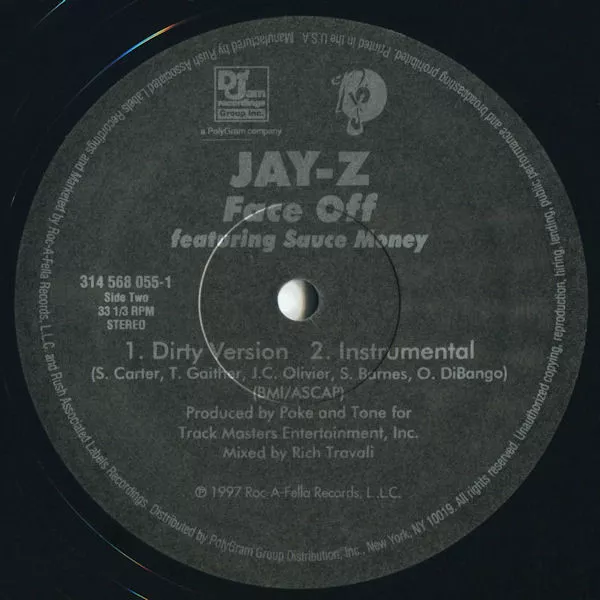 Def Jam
recordings
Group Inc.
a PolyGram company
JAY-Z
Face Off
featuring Sauce Money
314 568 055-1
Side Two
33 1/3 RPM
STEREO
1. Dirty Version 2. Instrumental
(S. Carter, T. Gaither, J.C. Olivier, S. Barnes, O. DiBango)
(BMI/ASCAP)
Produced by Poke and Tone for
Track Masters Entertainment, Inc.
Mixed by Rich Travali
℗ 1997 Roc-A-Fella Records, L.L.C.
Manufactured by Rush Associated Labels Recordings and Marketed by Roc-A-Fella Records, L.L.C. and Rush Associated Labels Recordings. Distributed by PolyGram Group Distribution, Inc., New York, NY 10019. All rights reserved. Unauthorized copying, reproduction, hiring, lending, public performance and broadcasting prohibited. Printed in the U.S.A.